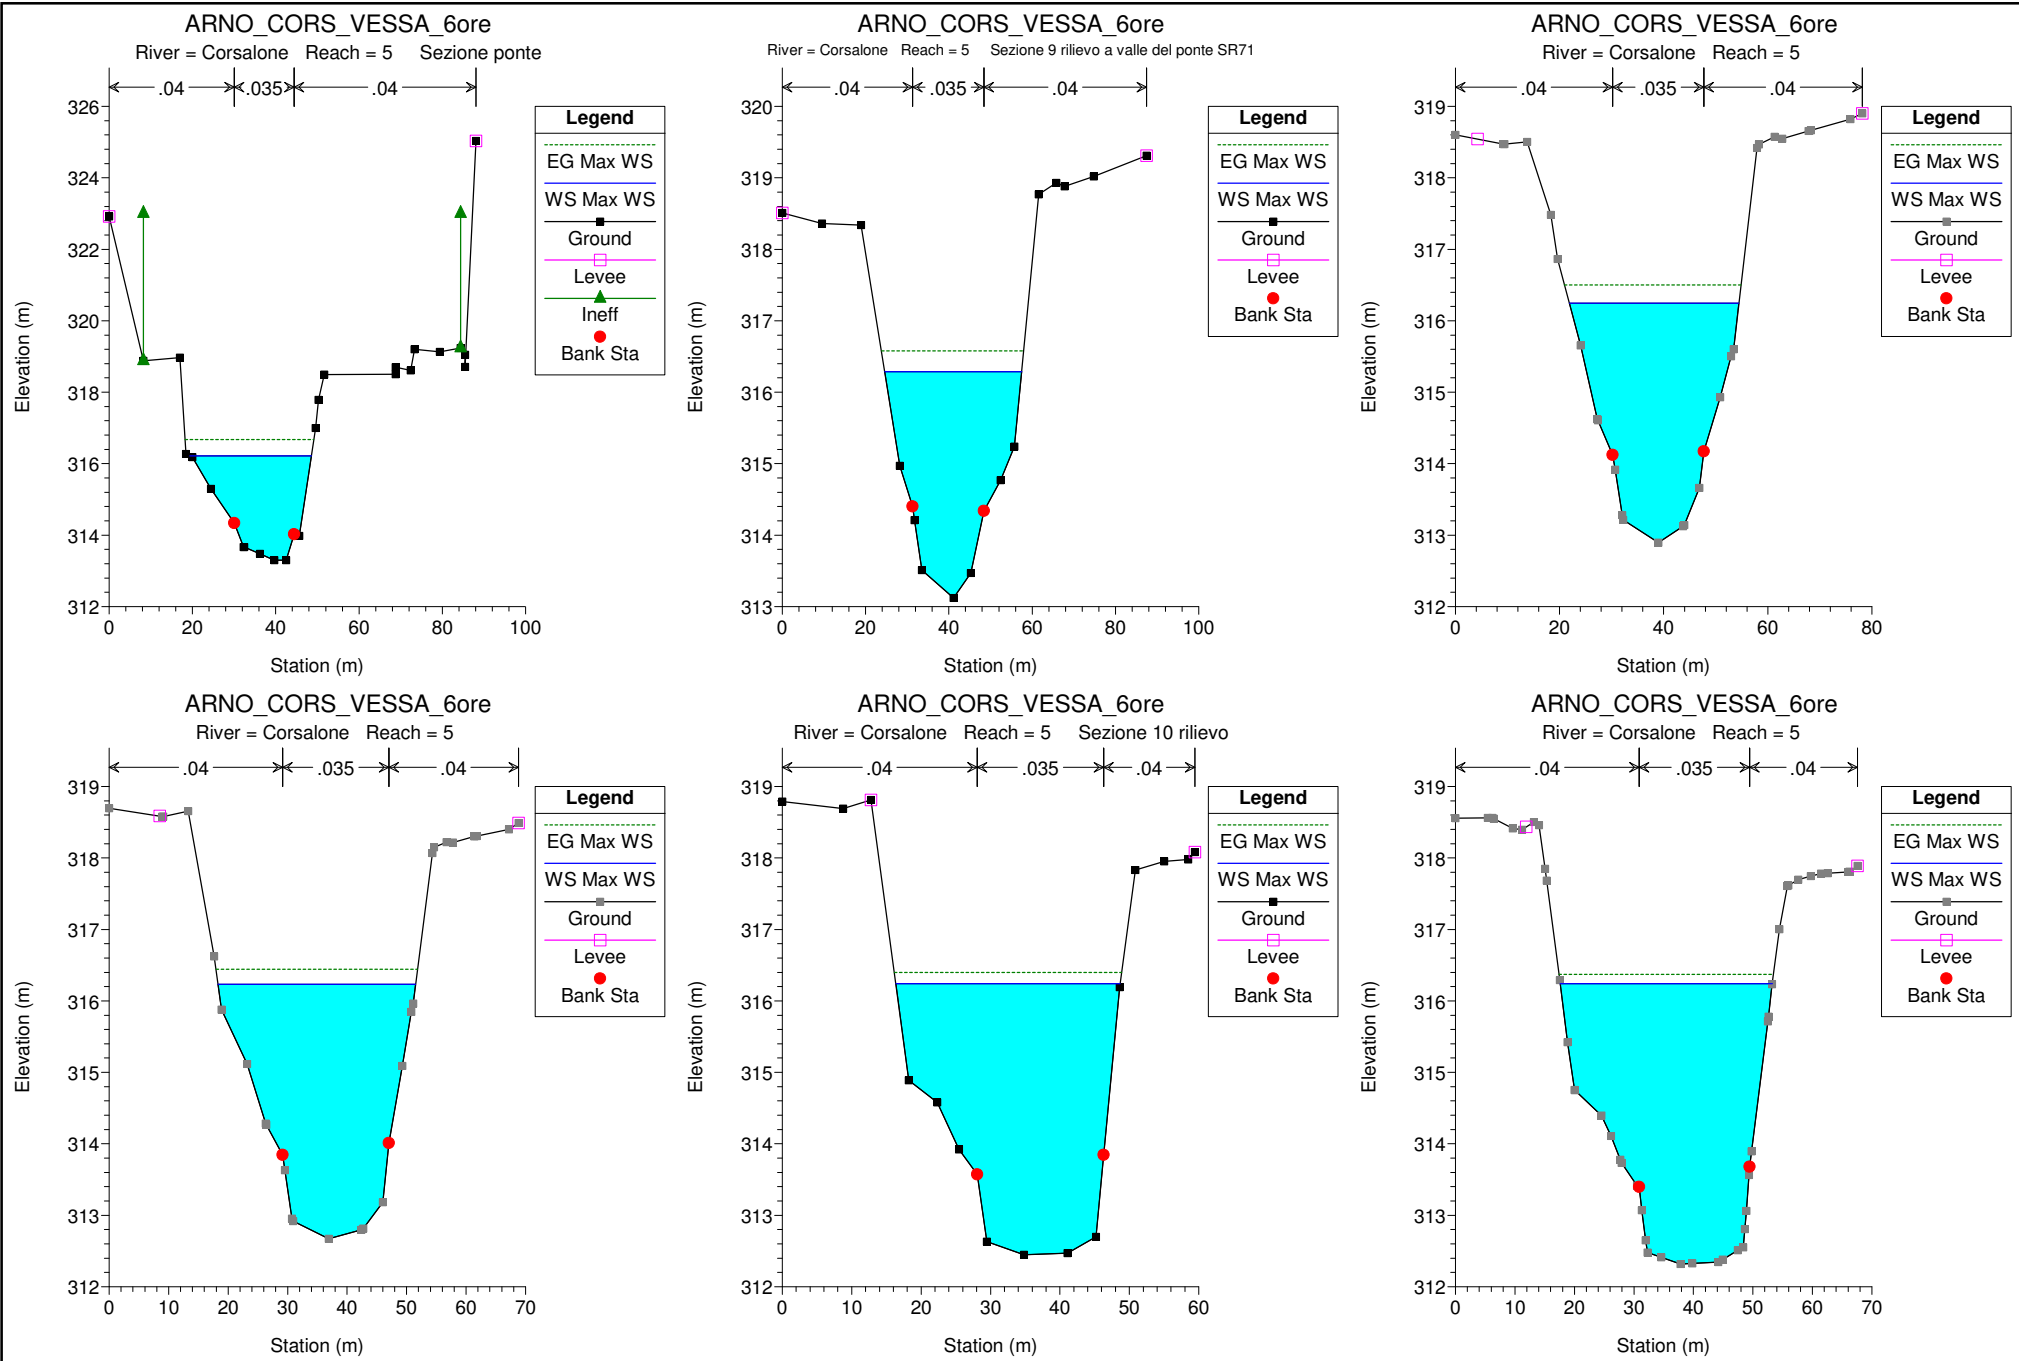 ARNO_CORS_VESSA_6ore
River = Corsalone Reach = 5 Sezione ponte
.04 .035 .04
326
324
322
320
318
316
314
312
0 20 40 60 80 100
Elevation (m)
Station (m)
Legend
EG Max WS
WS Max WS
Ground
Levee
Ineff
Bank Sta
ARNO_CORS_VESSA_6ore
River = Corsalone Reach = 5 Sezione 9 rilievo a valle del ponte SR71
.04 .035 .04
320
319
318
317
316
315
314
313
0 20 40 60 80 100
Elevation (m)
Station (m)
Legend
EG Max WS
WS Max WS
Ground
Levee
Bank Sta
ARNO_CORS_VESSA_6ore
River = Corsalone Reach = 5
.04 .035 .04
319
318
317
316
315
314
313
312
0 20 40 60 80
Elevation (m)
Station (m)
Legend
EG Max WS
WS Max WS
Ground
Levee
Bank Sta
ARNO_CORS_VESSA_6ore
River = Corsalone Reach = 5
.04 .035 .04
319
318
317
316
315
314
313
312
0 10 20 30 40 50 60 70
Elevation (m)
Station (m)
Legend
EG Max WS
WS Max WS
Ground
Levee
Bank Sta
ARNO_CORS_VESSA_6ore
River = Corsalone Reach = 5 Sezione 10 rilievo
.04 .035 .04
319
318
317
316
315
314
313
312
0 10 20 30 40 50 60
Elevation (m)
Station (m)
Legend
EG Max WS
WS Max WS
Ground
Levee
Bank Sta
ARNO_CORS_VESSA_6ore
River = Corsalone Reach = 5
.04 .035 .04
319
318
317
316
315
314
313
312
0 10 20 30 40 50 60 70
Elevation (m)
Station (m)
Legend
EG Max WS
WS Max WS
Ground
Levee
Bank Sta